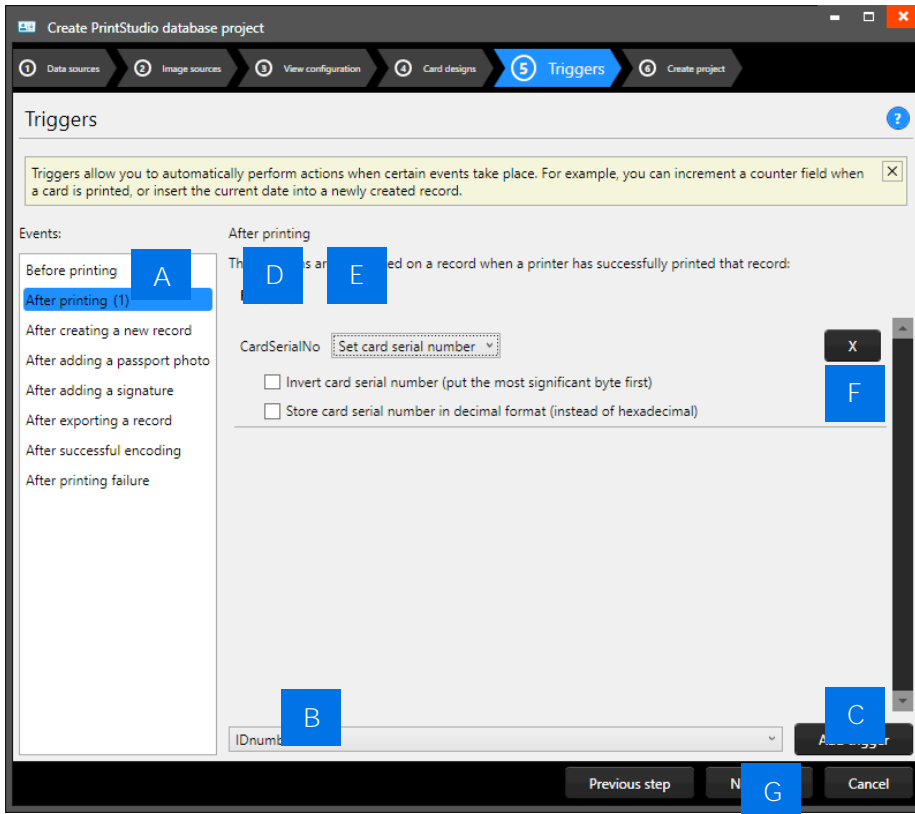 Create PrintStudio database project
1 Data sources 2 Image sources 3 View configuration 4 Card designs 5 Triggers 6 Create project
Triggers
?
Triggers allow you to automatically perform actions when certain events take place. For example, you can increment a counter field when
a card is printed, or insert the current date into a newly created record.
Events:
Before printing
After printing (1)
After creating a new record
After adding a passport photo
After adding a signature
After exporting a record
After successful encoding
After printing failure
A
After printing
D E
on a record when a printer has successfully printed that record:
CardSerialNo Set card serial number X
F
Invert card serial number (put the most significant byte first)
Store card serial number in decimal format (instead of hexadecimal)
B
C
Previous step
G
Cancel